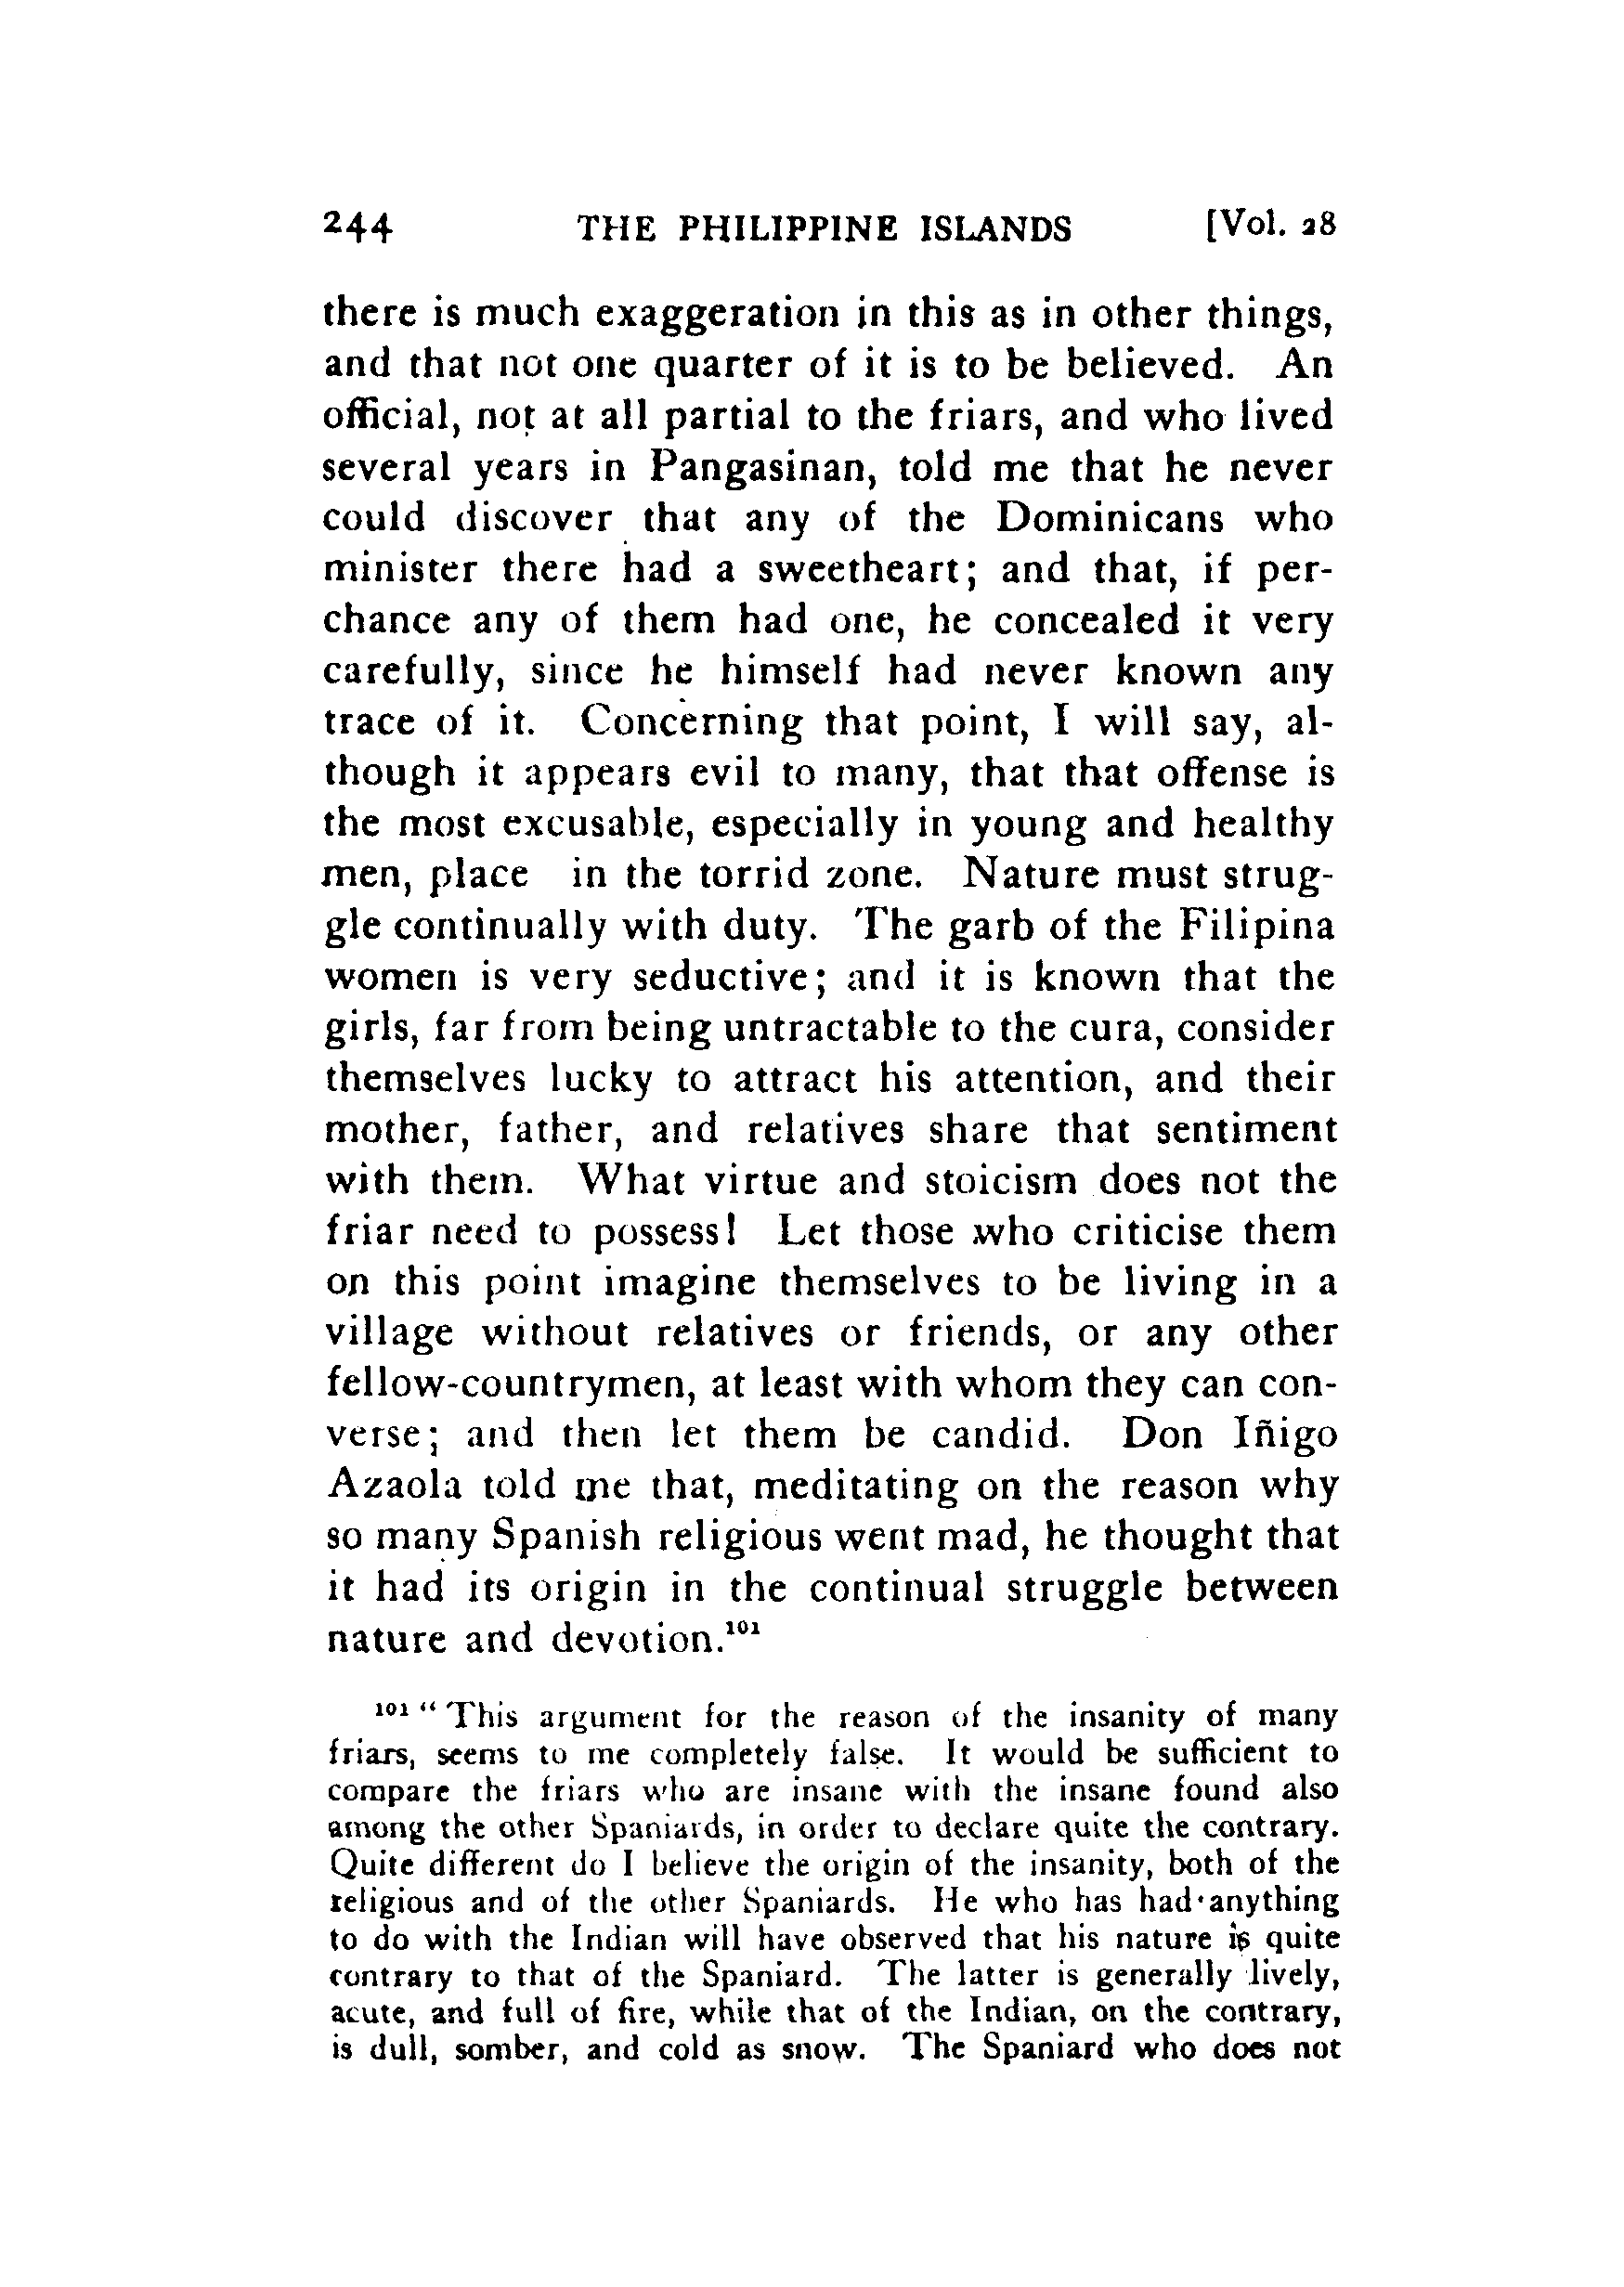 244 THE PHILIPPINE ISLANDS [Vol. 28
there is much exaggeration in this as in other things,
and that not one quarter of it is to be believed. An
official, not at all partial to the friars, and who lived
several years in Pangasinan, told me that he never
could discover that any of the Dominicans who
minister there had a sweetheart; and that, if per-
chance any of them had one, he concealed it very
carefully, since he himself had never known any
trace of it. Concerning that point, I will say, al-
though it appears evil to many, that that offense is
the most excusable, especially in young and healthy
men, place in the torrid zone. Nature must strug-
gle continually with duty. The garb of the Filipina
women is very seductive; and it is known that the
girls, far from being untractable to the cura, consider
themselves lucky to attract his attention, and their
mother, father, and relatives share that sentiment
with them. What virtue and stoicism does not the
friar need to possess! Let those who criticise them
on this point imagine themselves to be living in a
village without relatives or friends, or any other
fellow-countrymen, at least with whom they can con-
verse; and then let them be candid. Don Iñigo
Azaola told me that, meditating on the reason why
so many Spanish religious went mad, he thought that
it had its origin in the continual struggle between
nature and devotion.¹⁰¹
¹⁰¹ " This argument for the reason of the insanity of many
friars, seems to me completely false. It would be sufficient to
compare the friars who are insane with the insane found also
among the other Spaniards, in order to declare quite the contrary.
Quite different do I believe the origin of the insanity, both of the
religious and of the other Spaniards. He who has had anything
to do with the Indian will have observed that his nature is quite
contrary to that of the Spaniard. The latter is generally lively,
acute, and full of fire, while that of the Indian, on the contrary,
is dull, somber, and cold as snow. The Spaniard who does not